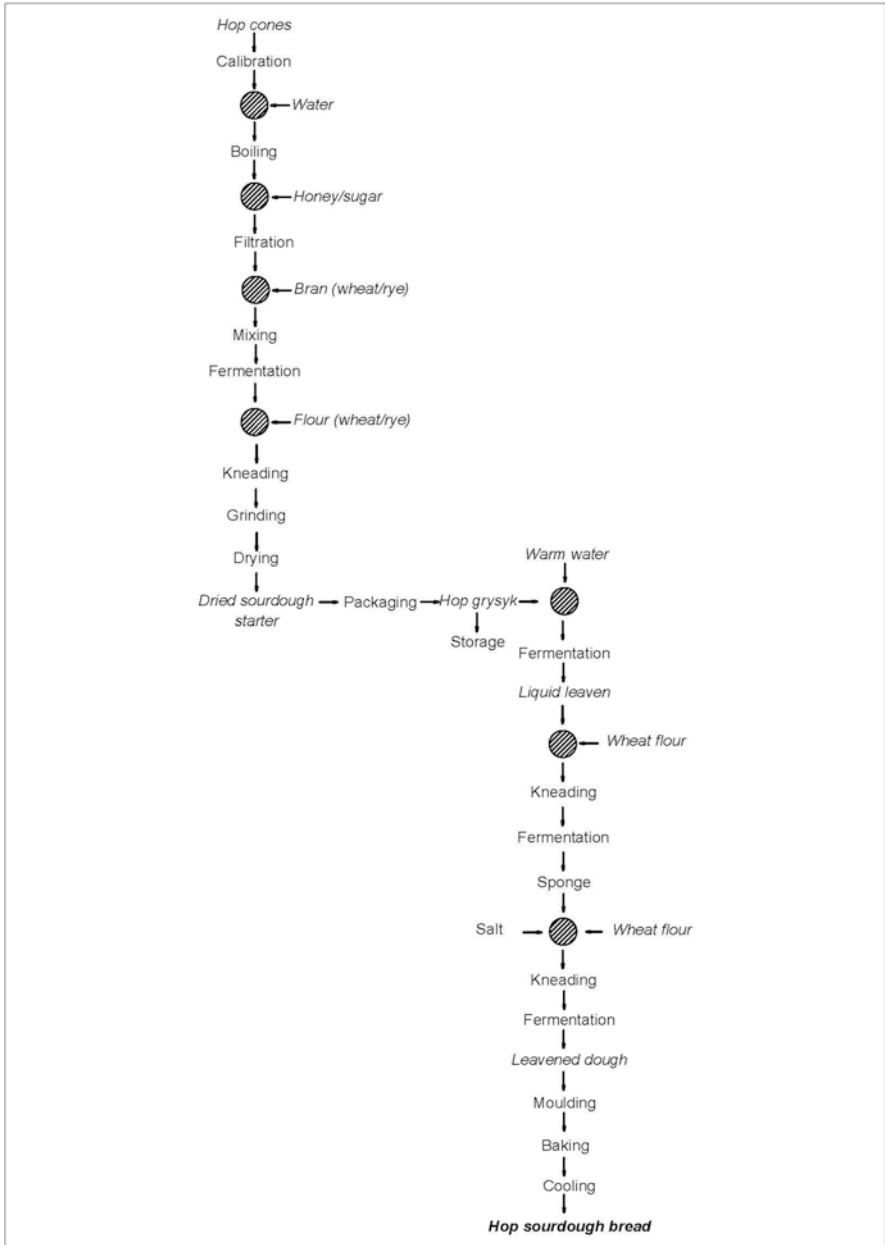 Hop cones
Calibration
Water
Boiling
Honey/sugar
Filtration
Bran (wheat/rye)
Mixing
Fermentation
Flour (wheat/rye)
Kneading
Grinding
Drying
Dried sourdough
starter
Packaging
Hop grysyk
Storage
Warm water
Fermentation
Liquid leaven
Wheat flour
Kneading
Fermentation
Sponge
Salt
Wheat flour
Kneading
Fermentation
Leavened dough
Moulding
Baking
Cooling
Hop sourdough bread